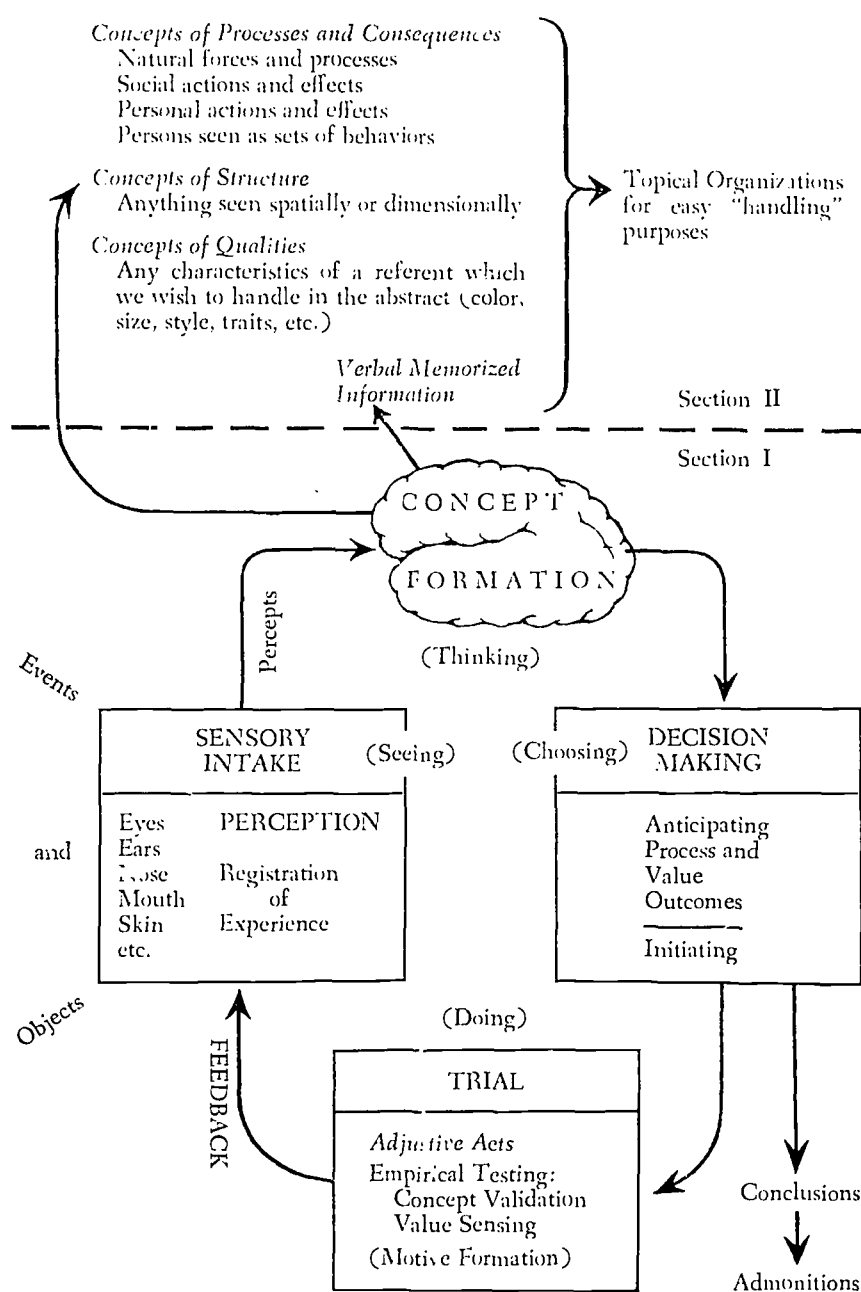 Concepts of Processes and Consequences
Natural forces and processes
Social actions and effects
Personal actions and effects
Persons seen as sets of behaviors
Concepts of Structure
Anything seen spatially or dimensionally
Concepts of Qualities
Any characteristics of a referent which
we wish to handle in the abstract (color,
size, style, traits, etc.)
Verbal Memorized
Information
Topical Organizations
for easy "handling"
purposes
Section II
Section I
CONCEPT
FORMATION
(Thinking)
Percepts
Events
and
Objects
SENSORY
INTAKE
(Seeing)
Eyes
Ears
Nose
Mouth
Skin
etc.
PERCEPTION
Registration
of
Experience
(Choosing)
DECISION
MAKING
Anticipating
Process and
Value
Outcomes
Initiating
(Doing)
FEEDBACK
TRIAL
Adjustive Acts
Empirical Testing:
Concept Validation
Value Sensing
(Motive Formation)
Conclusions
Admonitions